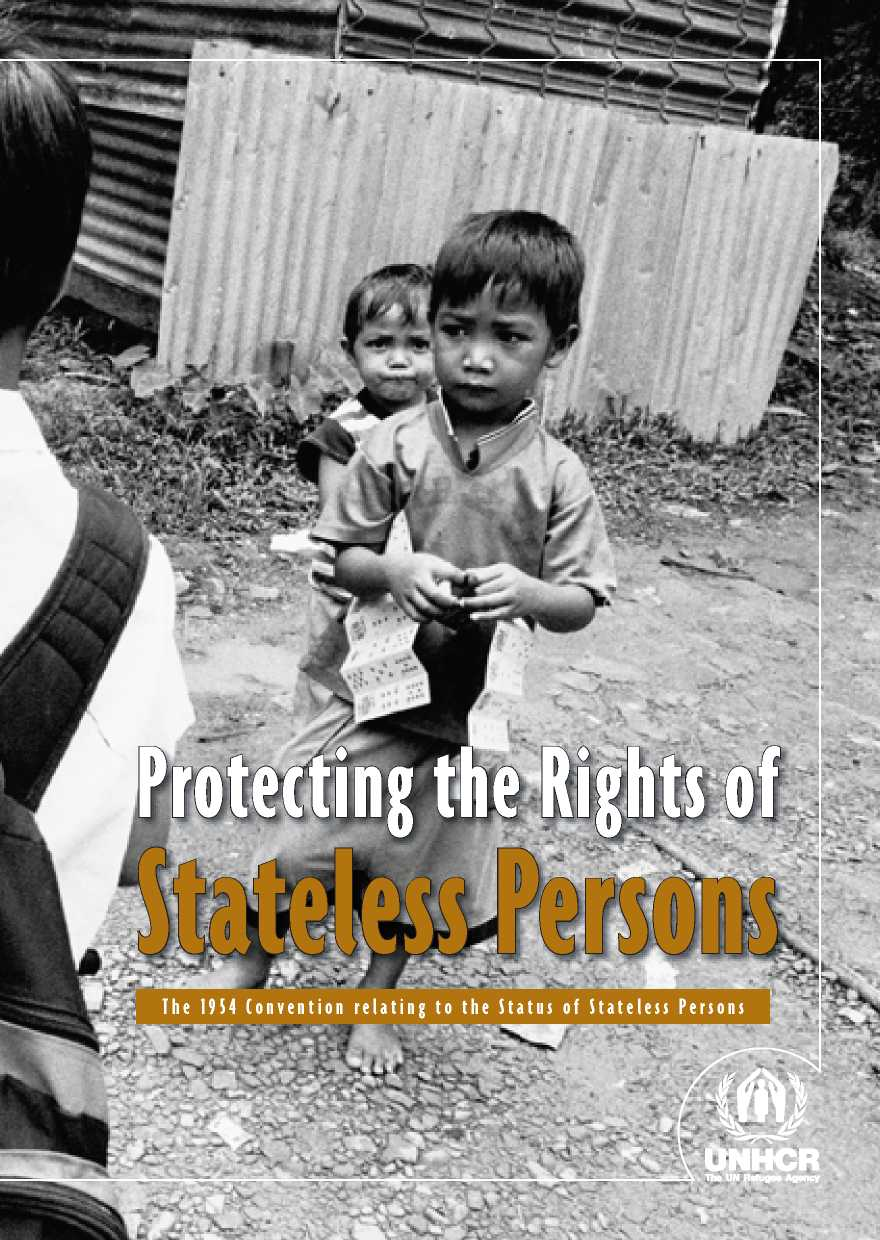 Protecting the Rights of
Stateless Persons
The 1954 Convention relating to the Status of Stateless Persons
UNHCR
The UN Refugee Agency